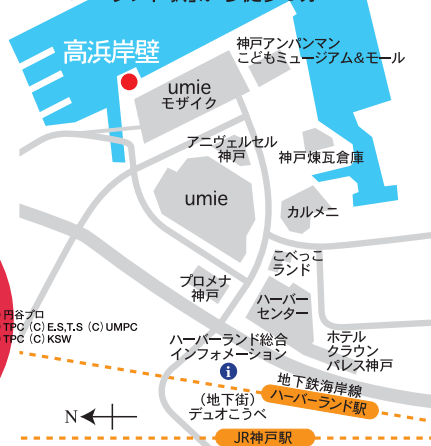 高浜岸壁
神戸アンパンマン
こどもミュージアム&モール
umie
モザイク
アニヴェルセル
神戸
神戸煉瓦倉庫
umie
カルメニ
こべっこ
ランド
プロメナ
神戸
ハーバー
センター
円谷プロ
TPC (C) E.S,T.S (C) UMPC
TPC (C) KSW
ハーバーランド総合
インフォメーション
i
ホテル
クラウン
パレス神戸
地下鉄海岸線
ハーバーランド駅
(地下街)
デュオこうべ
N
JR神戸駅